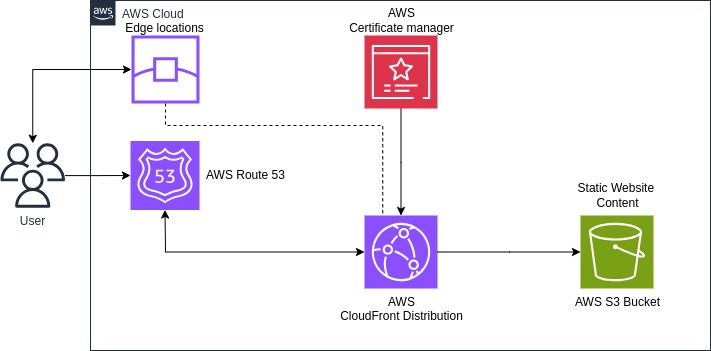 aws
AWS Cloud
Edge locations
AWS
Certificate manager
53
AWS Route 53
User
Static Website
Content
AWS
CloudFront Distribution
AWS S3 Bucket